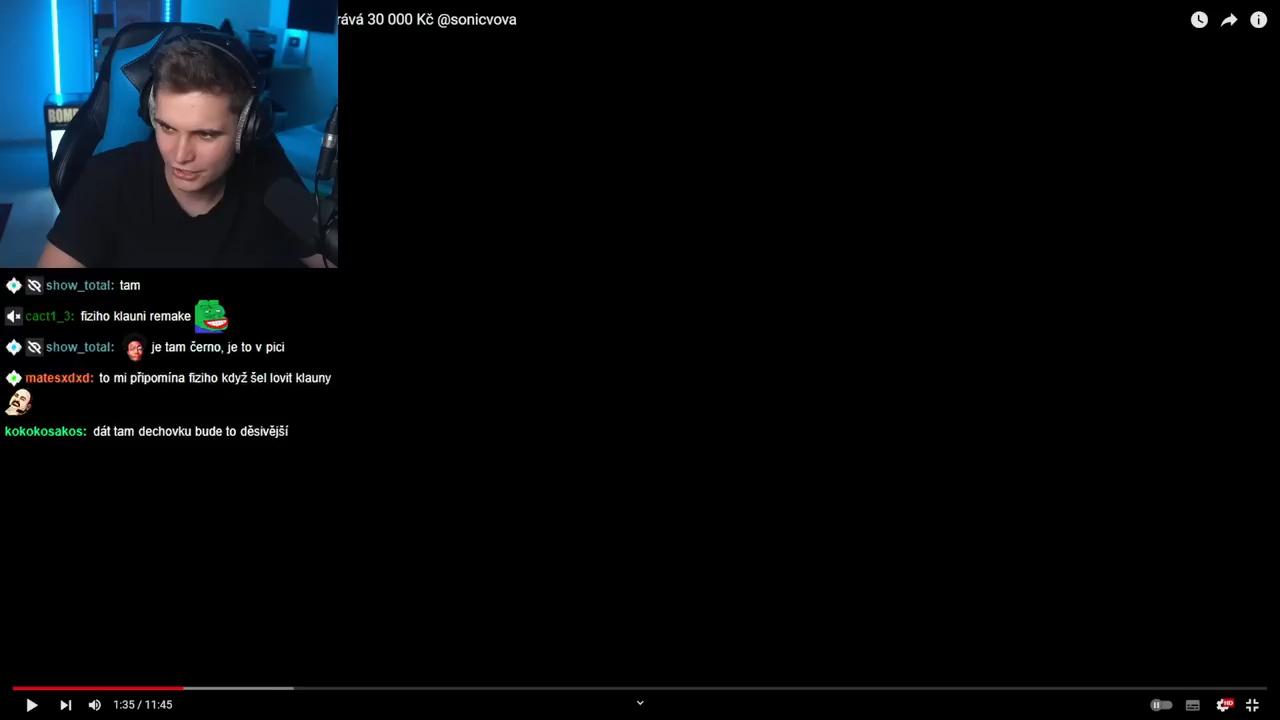 rává 30 000 Kč @sonicvova
BOMB
show_total: tam
cact1_3: fiziho klauni remake
show_total: je tam černo, je to v pici
matesxdxd: to mi připomína fiziho když šel lovit klauny
kokokosakos: dát tam dechovku bude to děsivější
1:35 / 11:45
HD